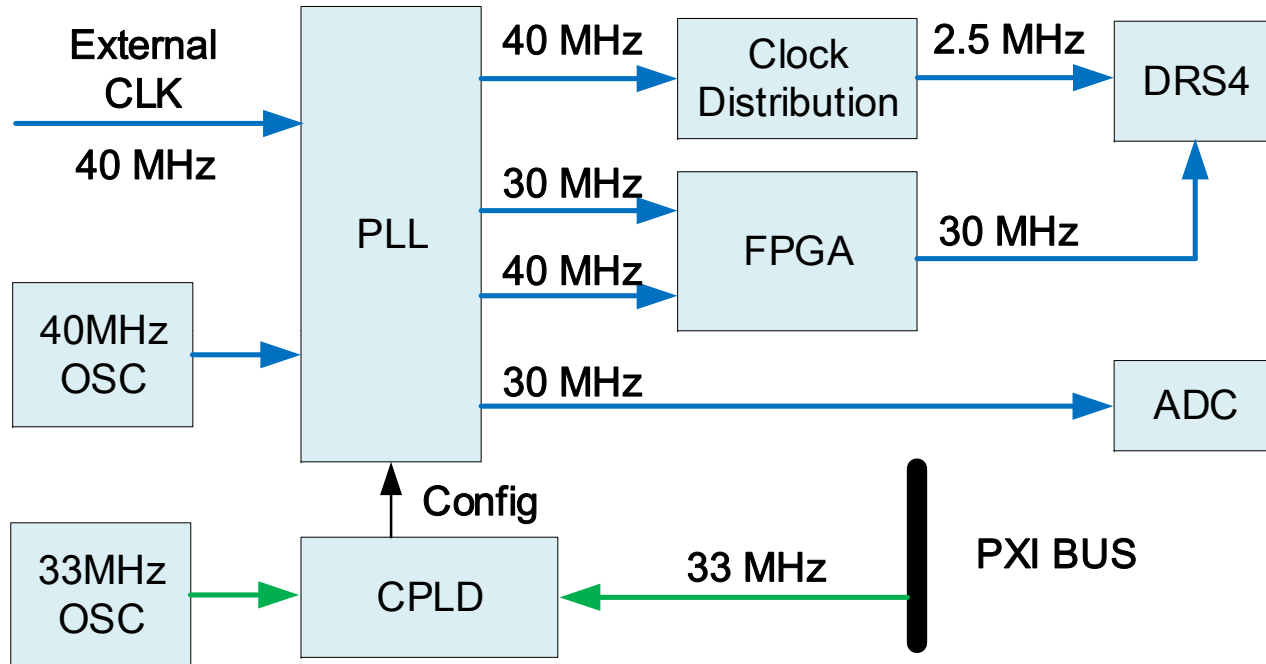 External
CLK
40 MHz
PLL
40 MHz
Clock
Distribution
2.5 MHz
DRS4
30 MHz
FPGA
40 MHz
30 MHz
40MHz
OSC
30 MHz
ADC
Config
33MHz
OSC
CPLD
33 MHz
PXI BUS